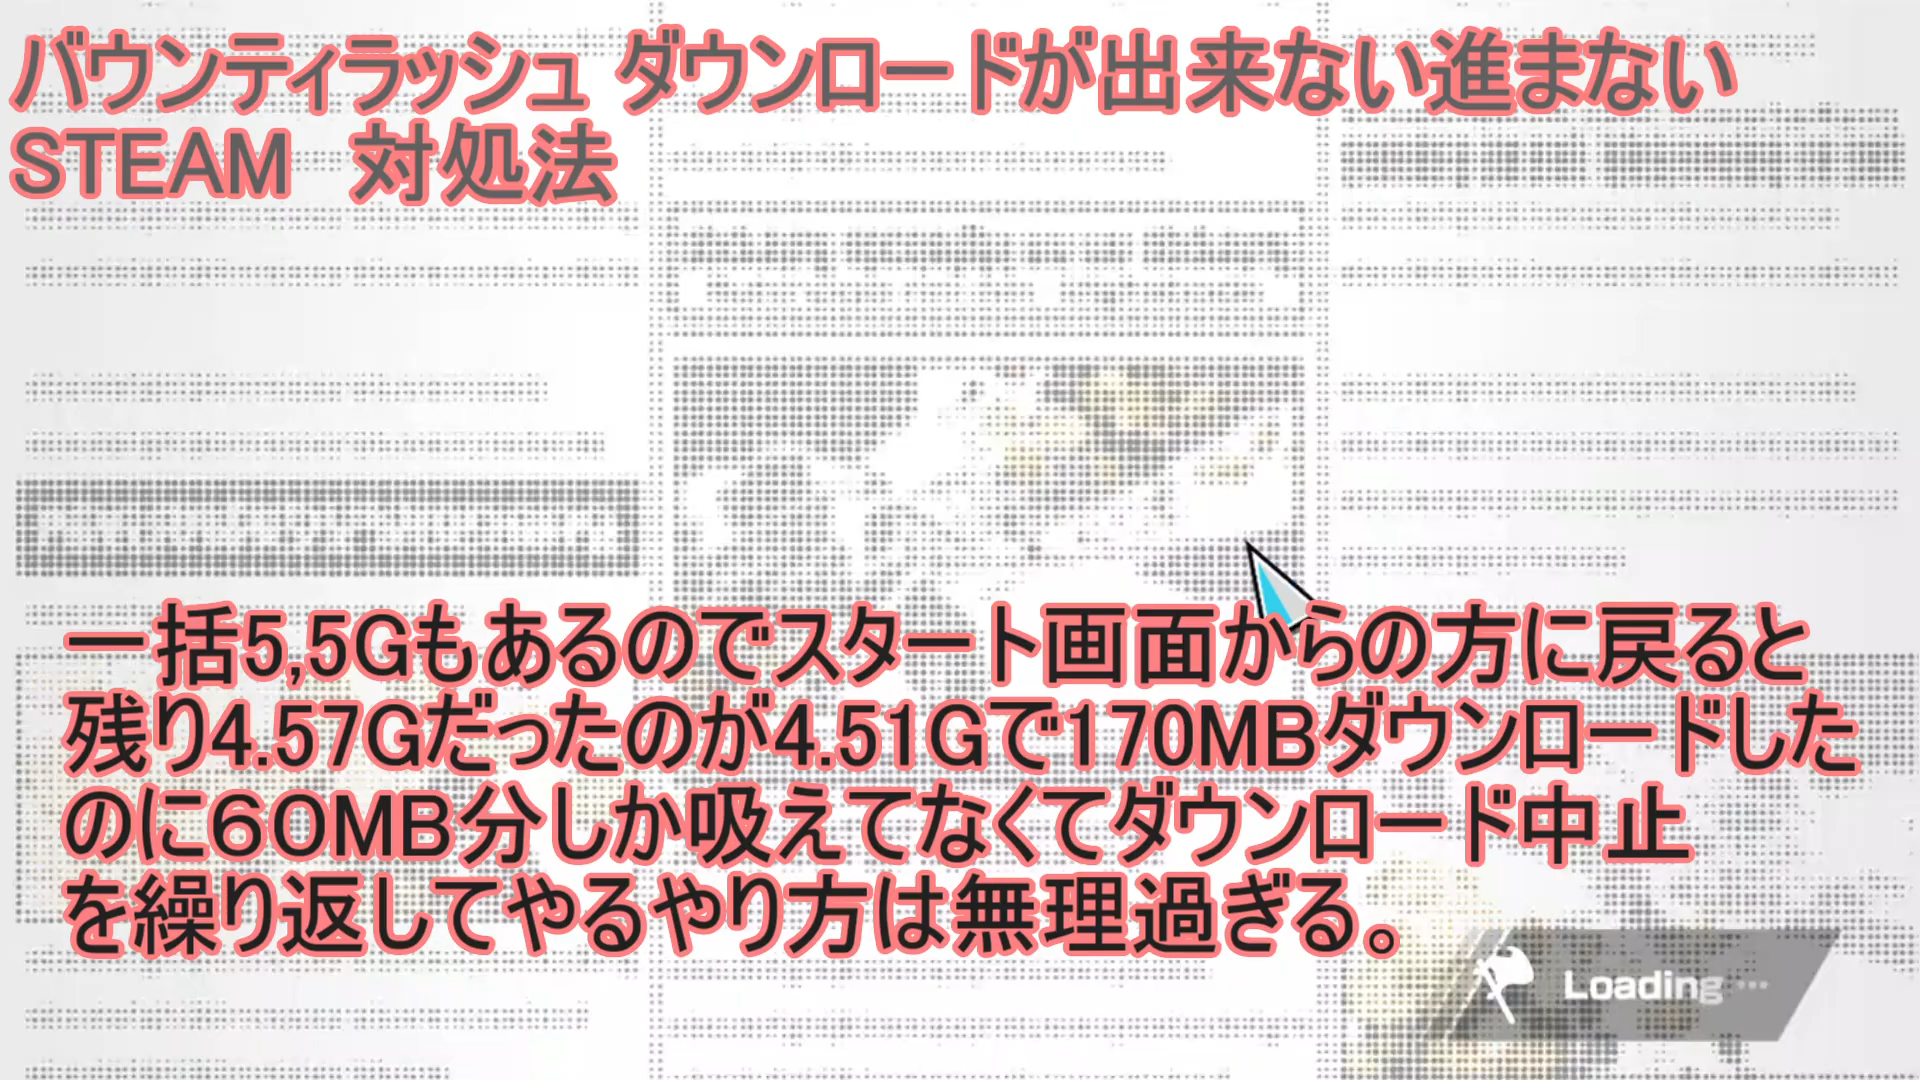 バウンティラッシュ ダウンロードが出来ない進まない
STEAM　対処法
一括5,5Gもあるのでスタート画面からの方に戻ると
残り4.57Gだったのが4.51Gで170MBダウンロードした
のに６０MB分しか吸えてなくてダウンロード中止
を繰り返してやるやり方は無理過ぎる。
Loading…